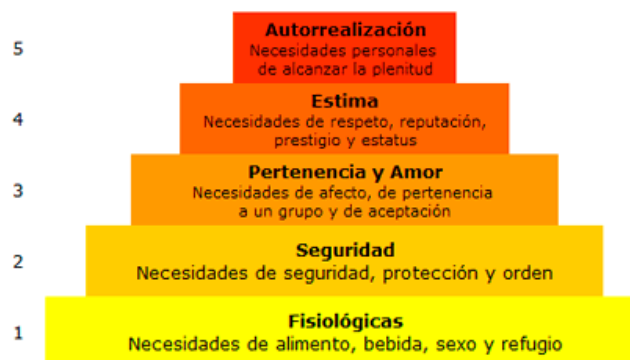 5
Autorrealización
Necesidades personales
de alcanzar la plenitud
4
Estima
Necesidades de respeto, reputación,
prestigio y estatus
3
Pertenencia y Amor
Necesidades de afecto, de pertenencia
a un grupo y de aceptación
2
Seguridad
Necesidades de seguridad, protección y orden
1
Fisiológicas
Necesidades de alimento, bebida, sexo y refugio